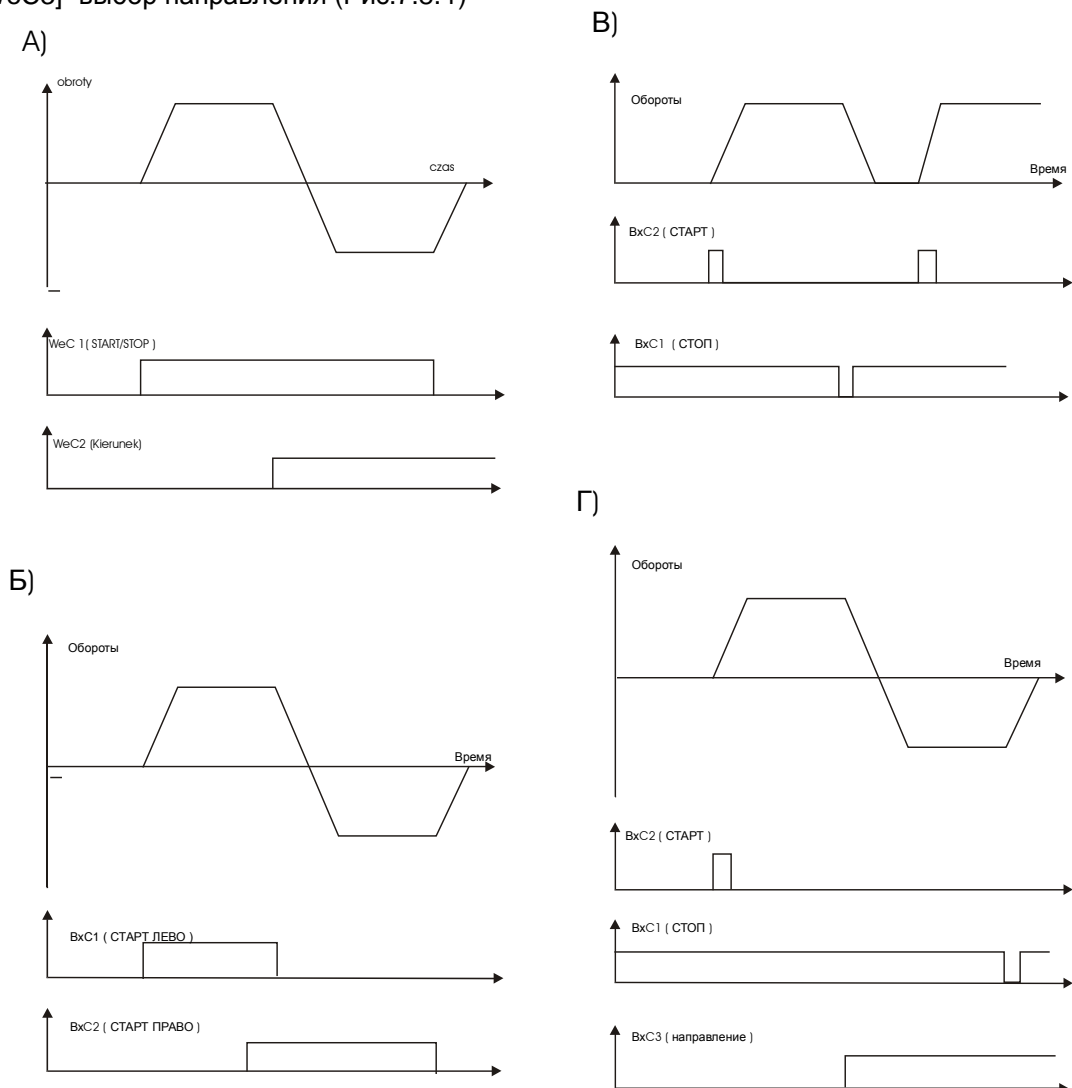 выбор направления (Рис.7.3.1)
А)
obroty
czas
WeC 1( START/STOP )
WeC2 (Kierunek)
Б)
Обороты
Время
ВхС1 ( СТАРТ ЛЕВО )
ВхС2 ( СТАРТ ПРАВО )
В)
Обороты
Время
ВхС2 ( СТАРТ )
ВхС1 ( СТОП )
Г)
Обороты
Время
ВхС2 ( СТАРТ )
ВхС1 ( СТОП )
ВхС3 ( направление )